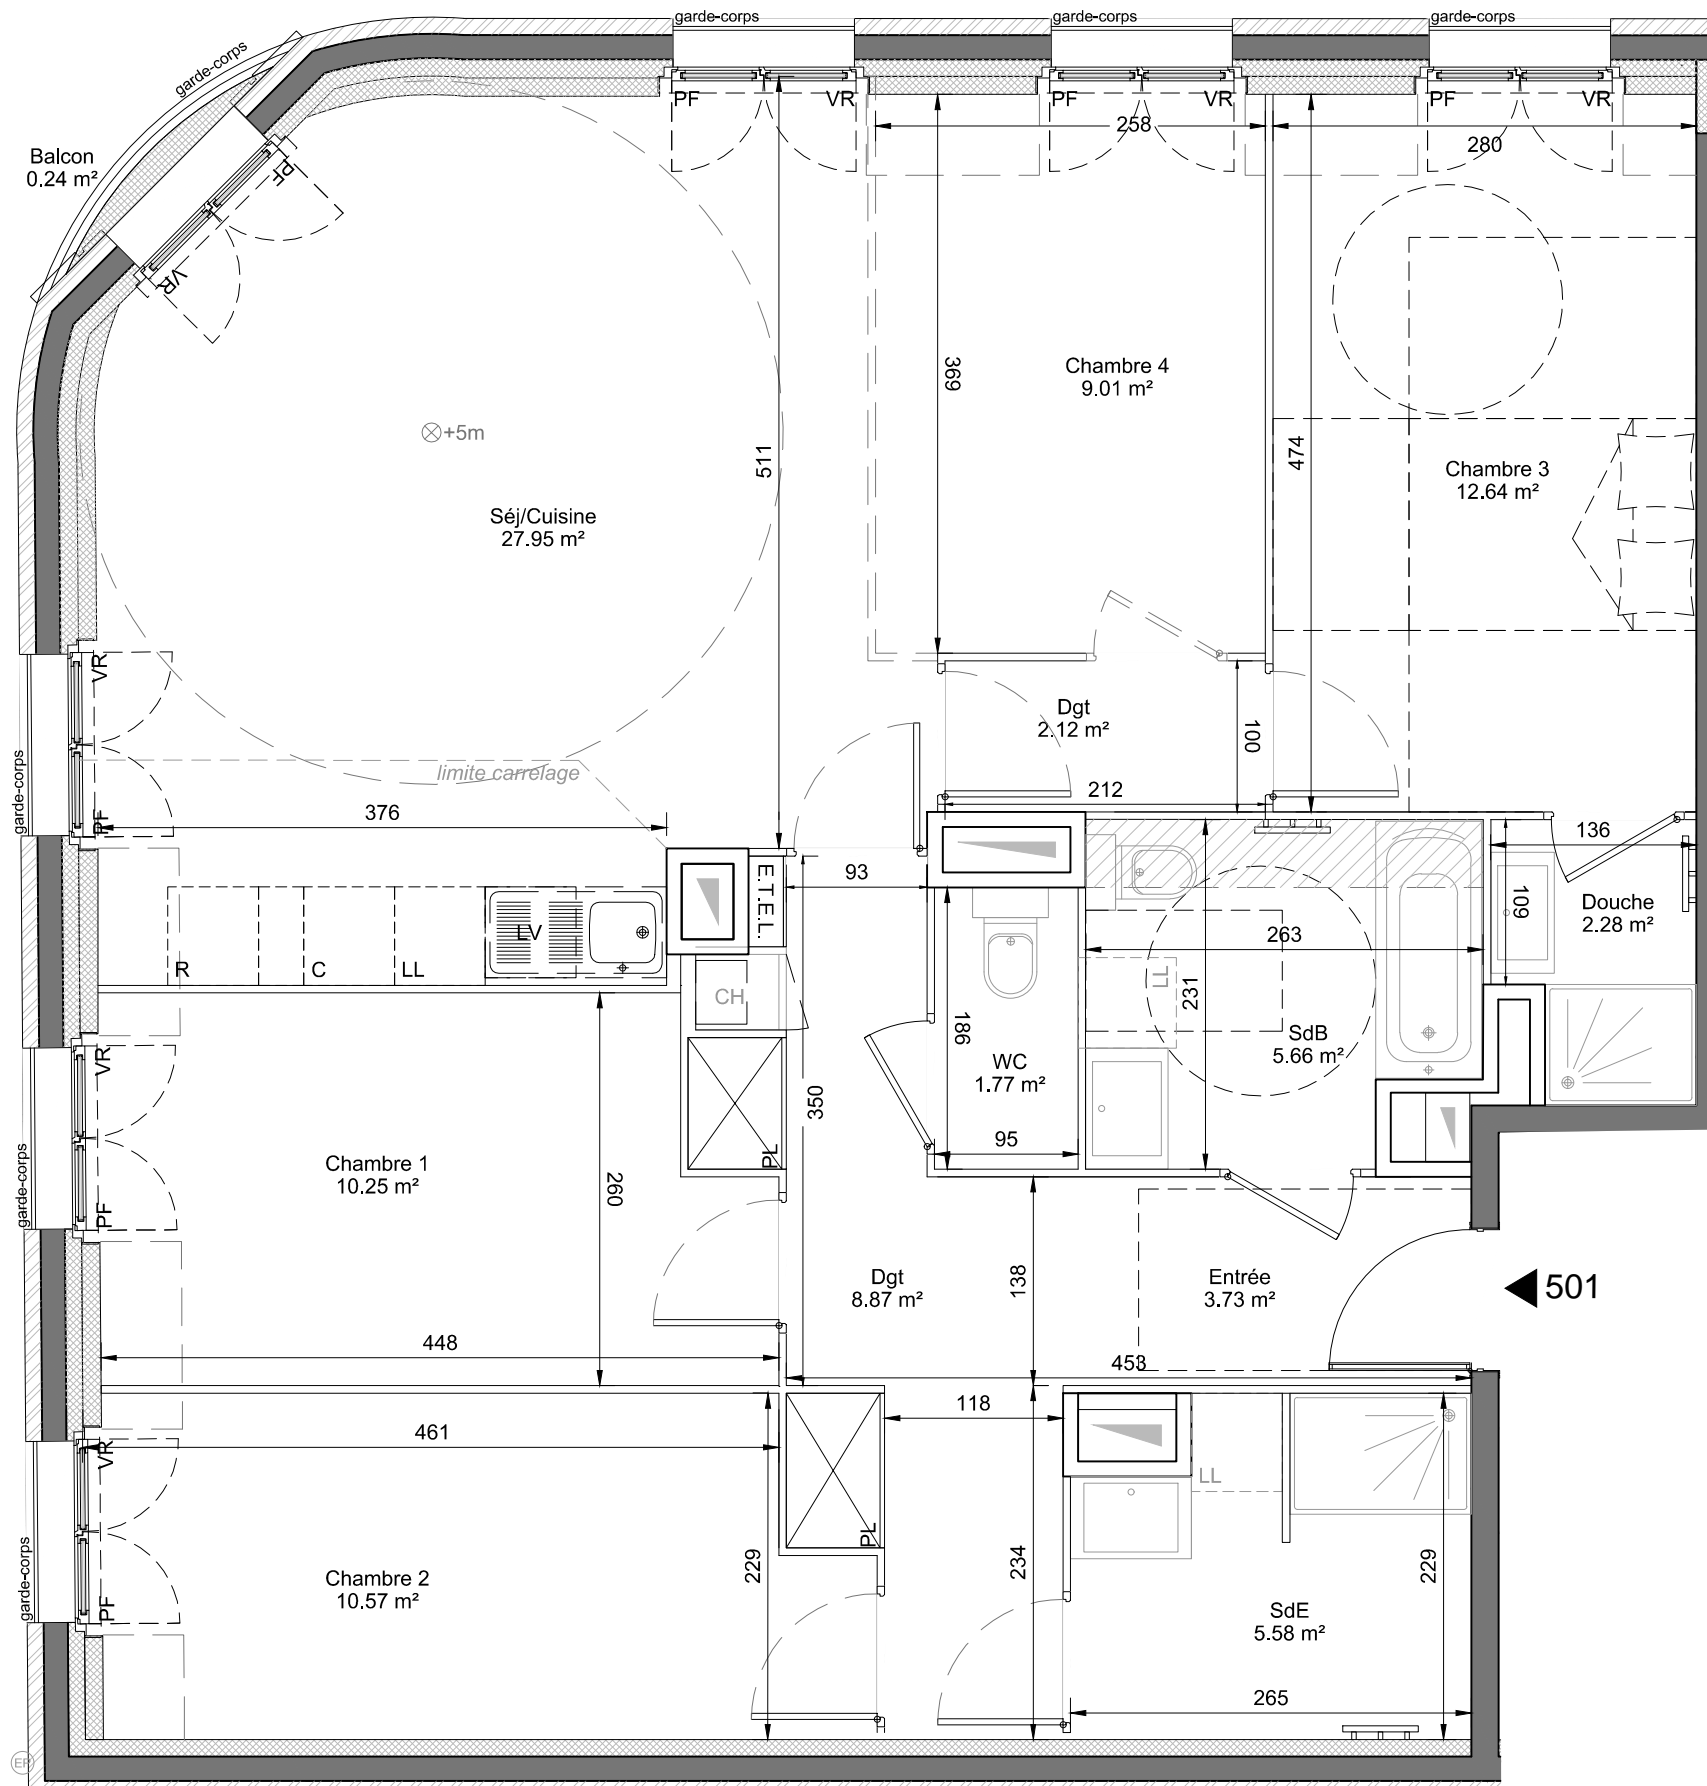 garde-corps
garde-corps
garde-corps
garde-corps
PF
VR
PF
VR
PF
VR
258
280
Balcon
0.24 m²
PF
VR
369
Chambre 4
9.01 m²
+5m
511
474
Chambre 3
12.64 m²
Séj/Cuisine
27.95 m²
VR
Dgt
2.12 m²
100
garde-corps
limite carrelage
PF
376
212
136
E.T.E.L.
93
109
Douche
2.28 m²
LV
263
R
C
LL
CH
LL
231
186
SdB
5.66 m²
VR
WC
1.77 m²
350
95
PL
Chambre 1
10.25 m²
260
garde-corps
PF
138
Dgt
8.87 m²
Entrée
3.73 m²
501
448
453
118
461
VR
LL
PL
229
234
229
garde-corps
Chambre 2
10.57 m²
PF
SdE
5.58 m²
265
EP